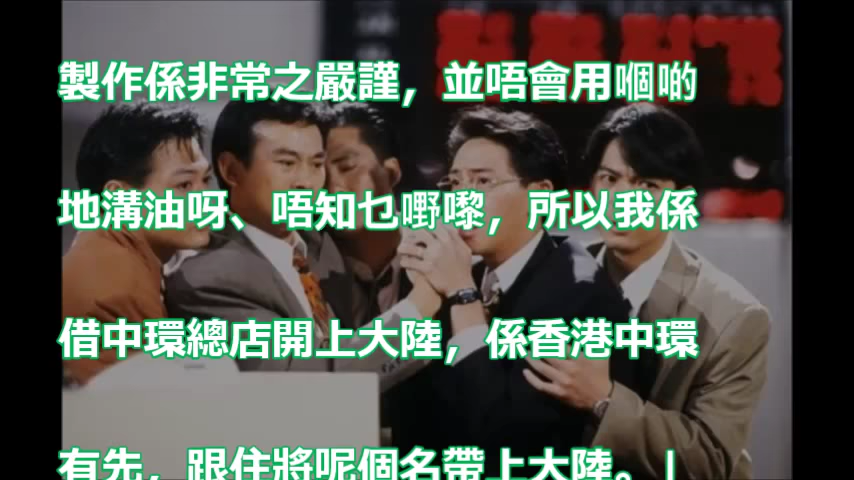 製作係非常之嚴謹，並唔會用嗰啲
地溝油呀、唔知乜嘢嚟，所以我係
借中環總店開上大陸，係香港中環
有先，跟住將呢個名帶上大陸。」